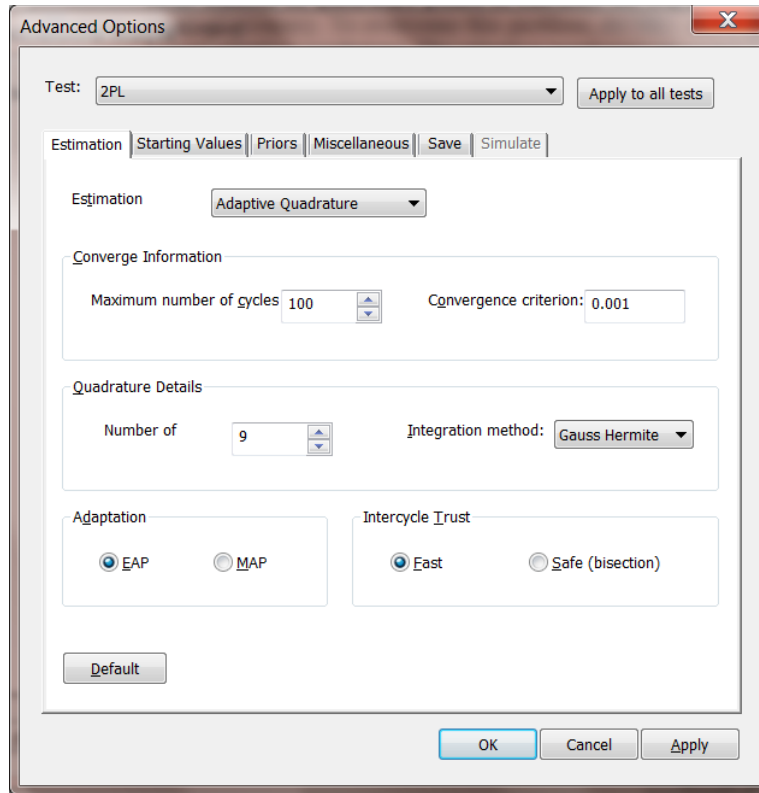 Advanced Options
X
Test: 2PL Apply to all tests
Estimation Starting Values Priors Miscellaneous Save Simulate
Estimation Adaptive Quadrature
Converge Information
Maximum number of cycles 100 Convergence criterion: 0.001
Quadrature Details
Number of 9 Integration method: Gauss Hermite
Adaptation Intercycle Trust
EAP MAP Fast Safe (bisection)
Default
OK Cancel Apply